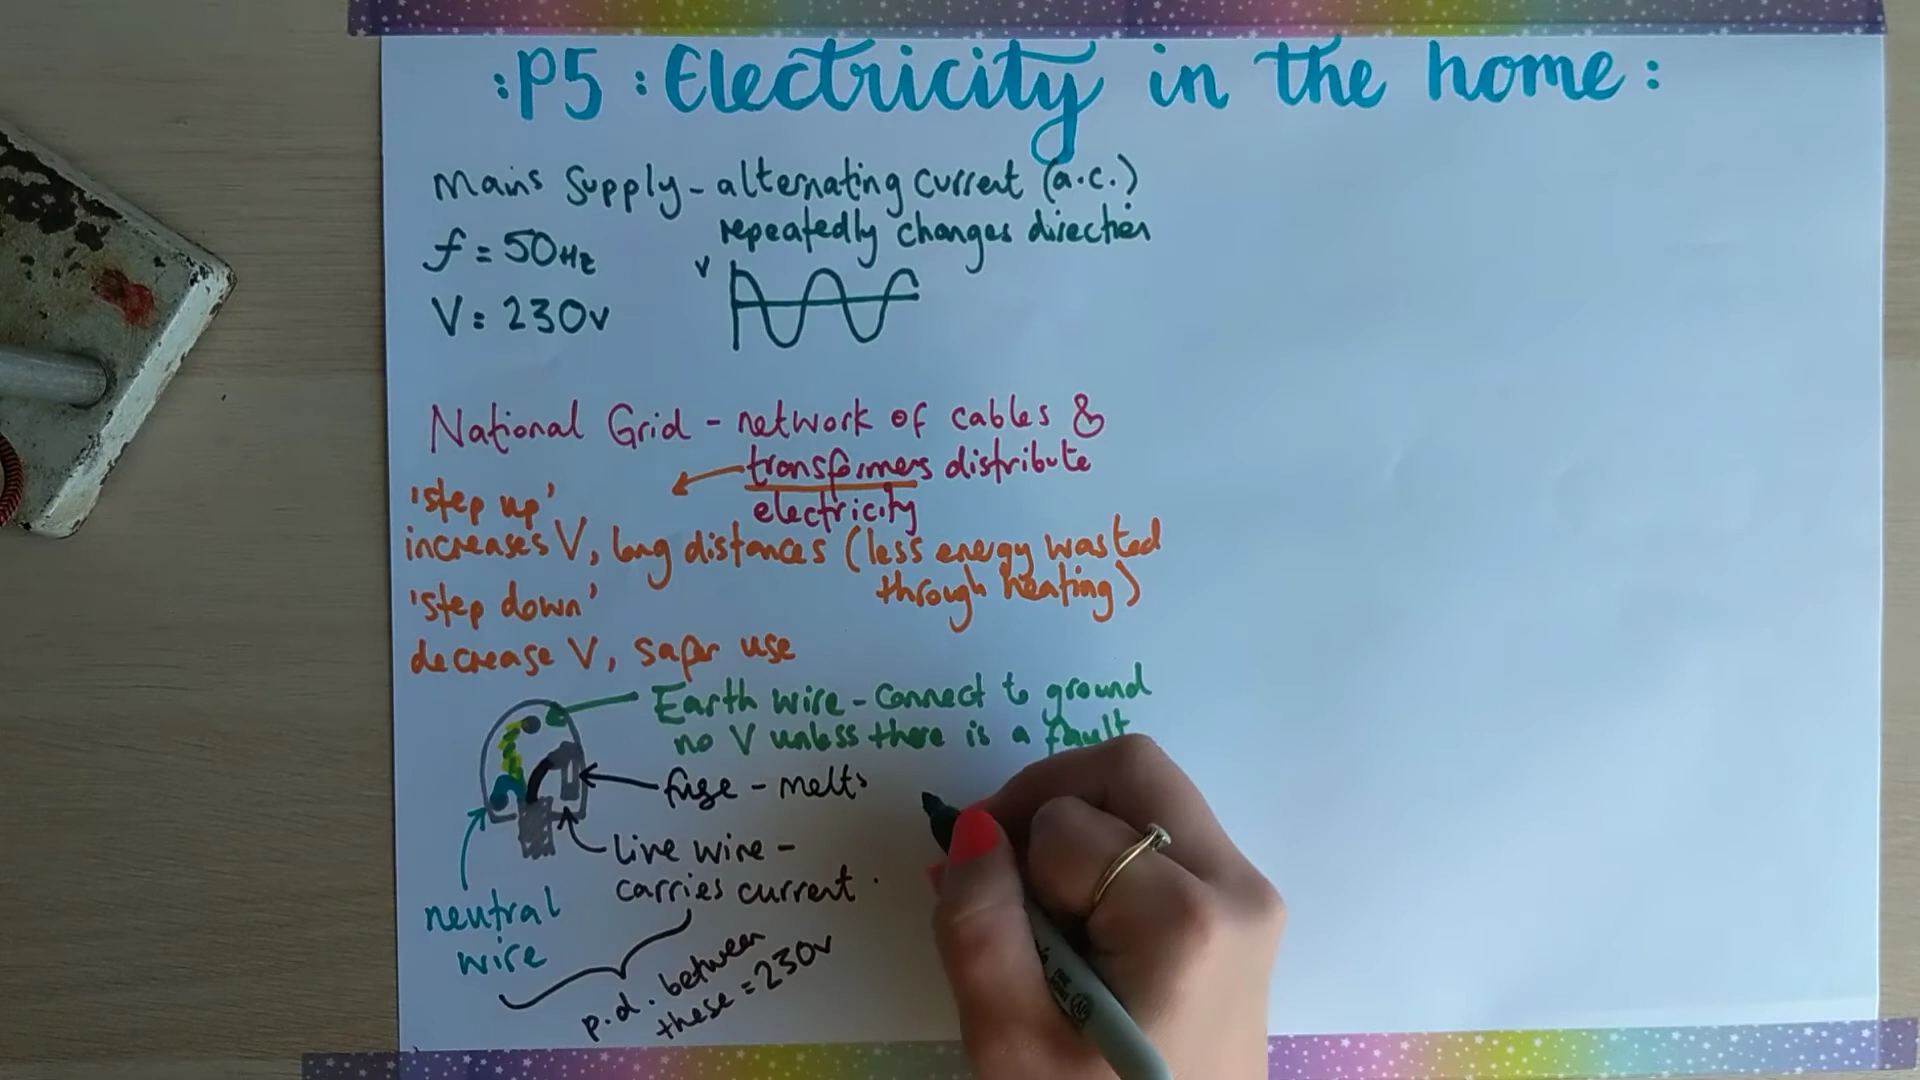 :P5: Electricity in the home:
Mains Supply - alternating current (a.c.)
repeatedly changes direction
f = 50Hz
V
V = 230v
National Grid - network of cables &
transformers distribute
electricity
'step up'
increases V, long distances (less energy wasted
through heating)
'step down'
decrease V, safer use
Earth wire - connect to ground
no V unless there is a fault
fuse - melts
live wire -
carries current.
neutral
wire
p.d. between
these = 230v